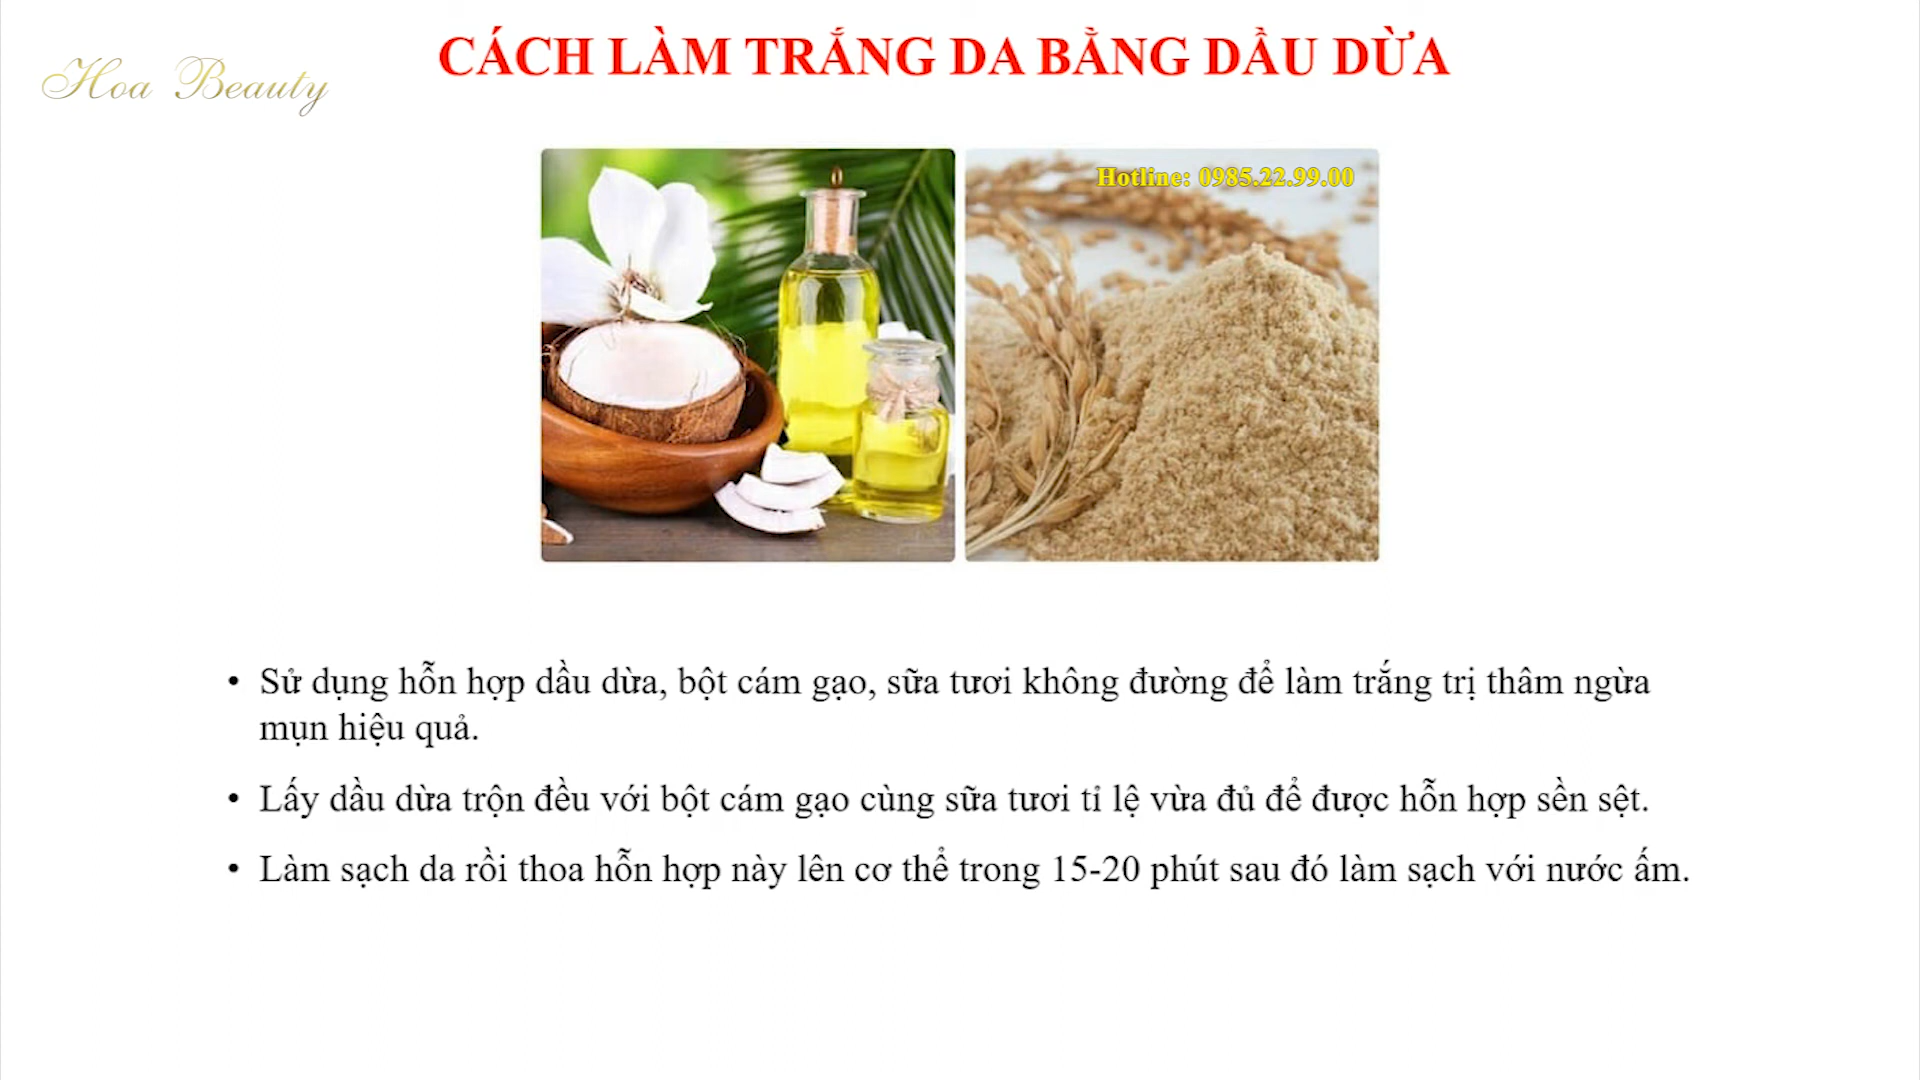 Hoa Beauty
CÁCH LÀM TRẮNG DA BẰNG DẦU DỪA
Hotline: 0985.22.99.00
• Sử dụng hỗn hợp dầu dừa, bột cám gạo, sữa tươi không đường để làm trắng trị thâm ngừa
mụn hiệu quả.
• Lấy dầu dừa trộn đều với bột cám gạo cùng sữa tươi tỉ lệ vừa đủ để được hỗn hợp sền sệt.
• Làm sạch da rồi thoa hỗn hợp này lên cơ thể trong 15-20 phút sau đó làm sạch với nước ấm.